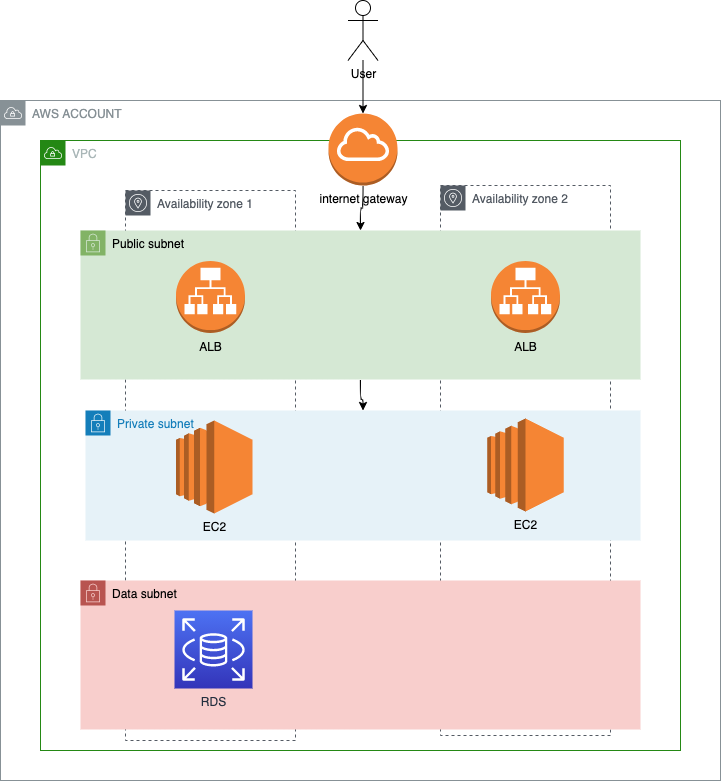 User
AWS ACCOUNT
VPC
internet gateway
Availability zone 1
Availability zone 2
Public subnet
ALB
ALB
Private subnet
EC2
EC2
Data subnet
RDS